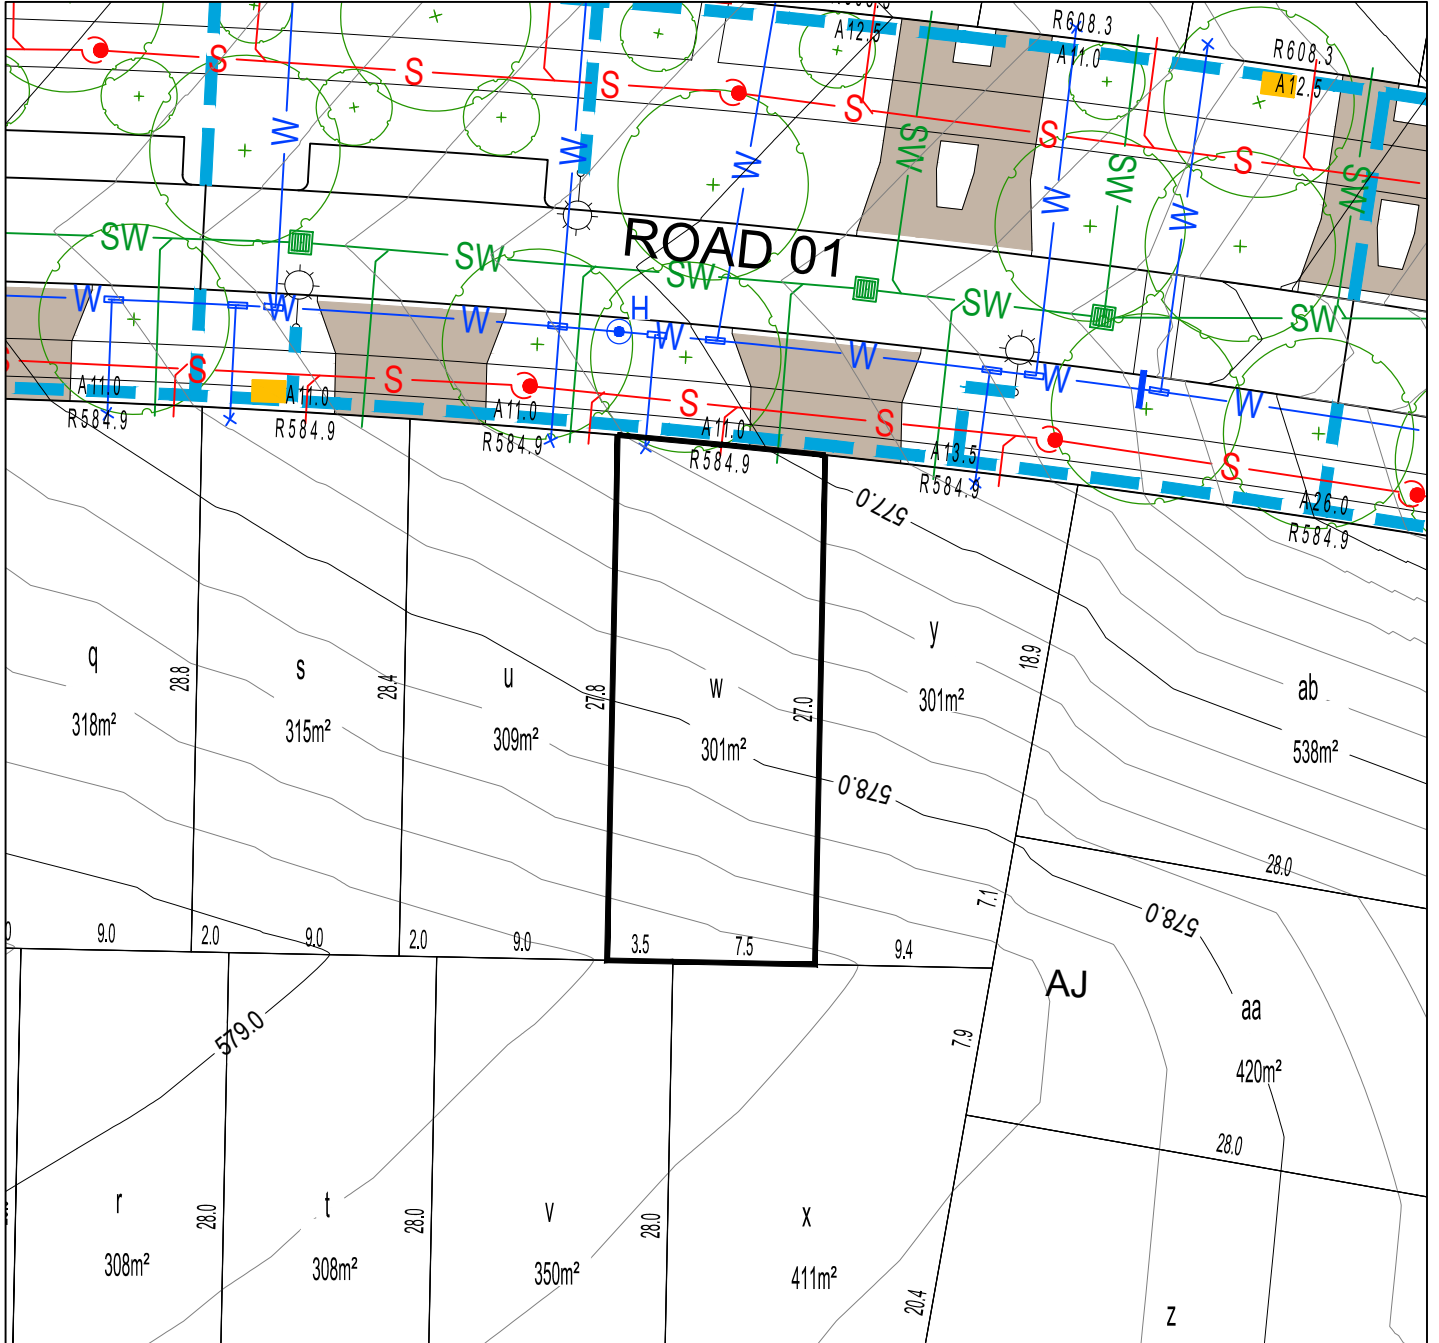 R608.3
A12.5
A11.0
R608.3
A12.5
S
S
S
S
S
S
W
W
W
W
W
SW
SW
SW
ROAD 01
SW
SW
SW
SW
SW
H
W
W
W
W
W
W
W
S
S
S
S
S
A11.0
R584.9
A11.0
R584.9
A11.0
R584.9
A11.0
R584.9
A13.5
R584.9
A26.0
R584.9
577.0
q
318m²
28.8
s
315m²
28.4
u
309m²
27.8
w
301m²
27.0
y
301m²
18.9
ab
538m²
578.0
28.0
7.1
578.0
9.0
2.0
9.0
2.0
9.0
3.5
7.5
9.4
AJ
579.0
7.9
aa
420m²
28.0
r
308m²
28.0
t
308m²
28.0
v
350m²
28.0
x
411m²
20.4
z